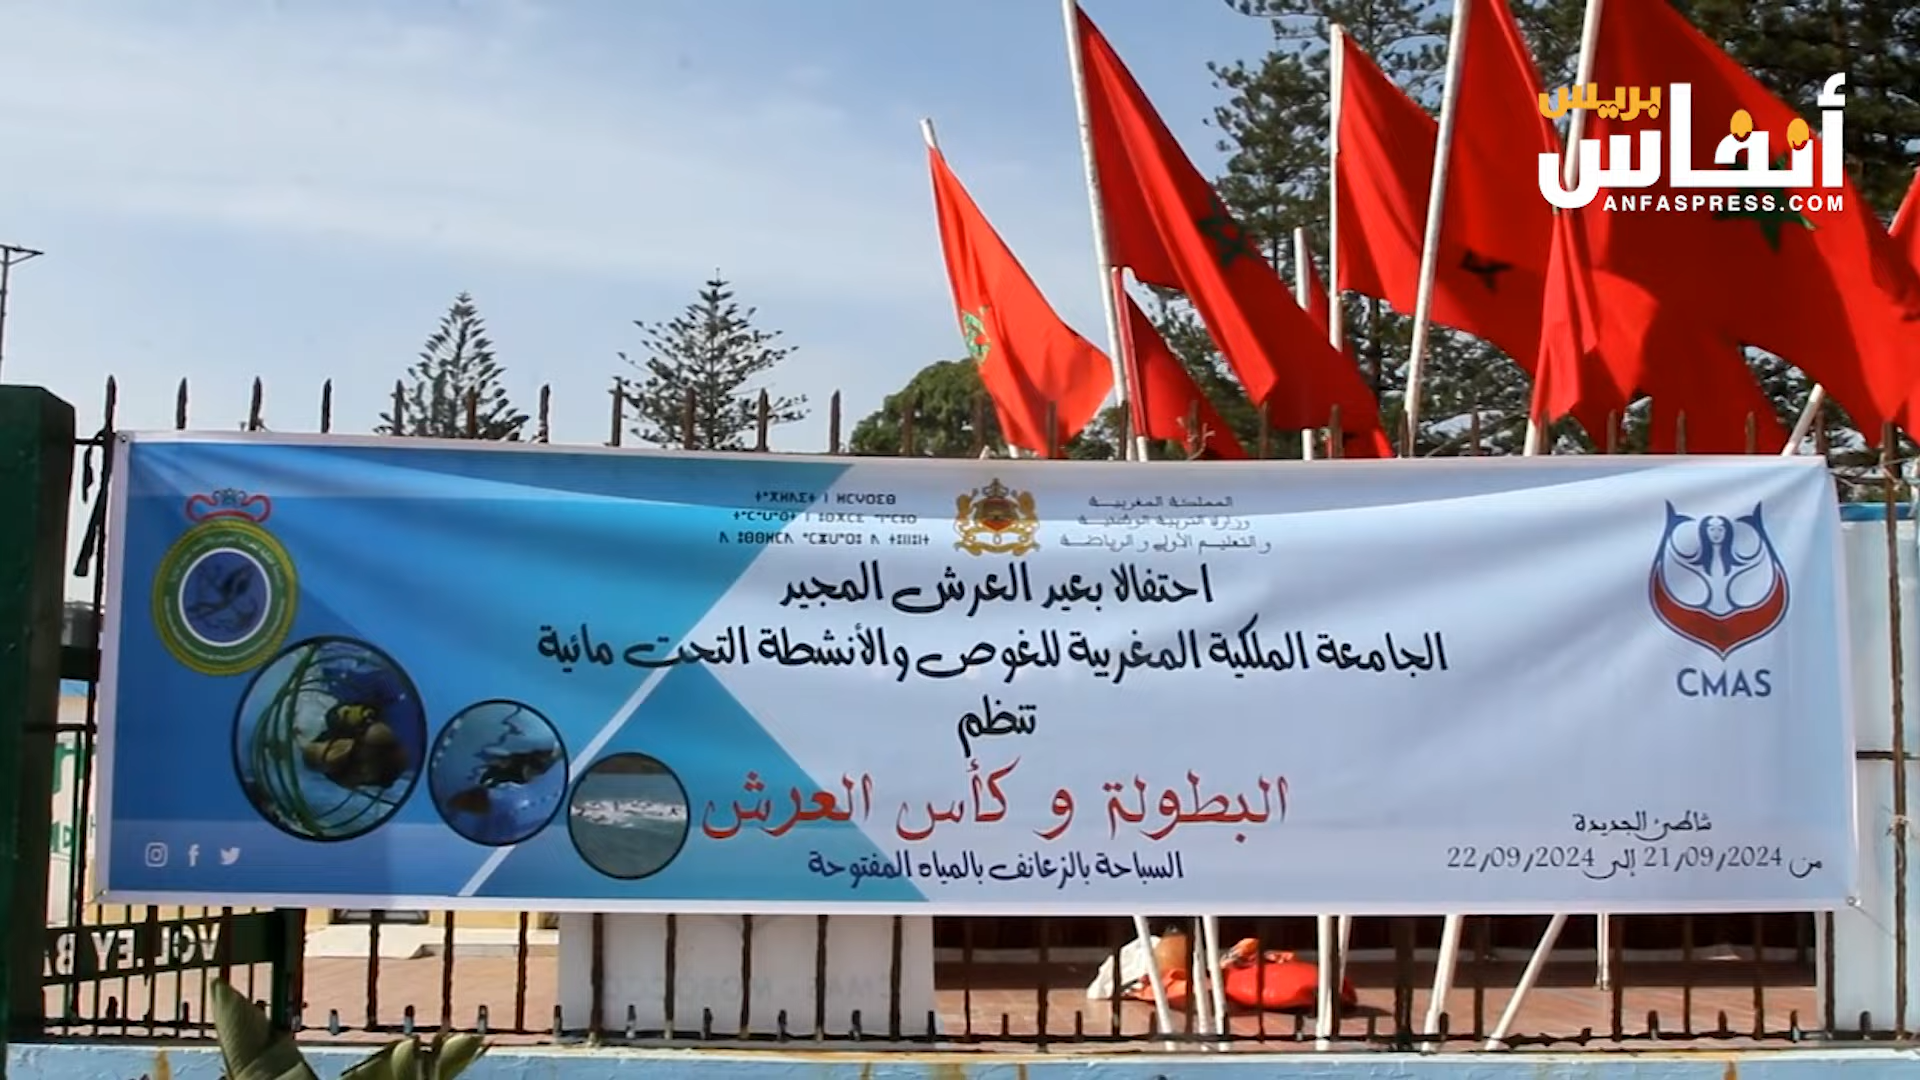 أنفاس بريس
ANFASPRESS.COM
المملكة المغربية
وزارة التربية الوطنية
والتعليم الأولي والرياضة
احتفالا بعيد العرش المجيد
الجامعة الملكية المغربية للغوص والأنشطة التحت مائية
تنظم
البطولة و كأس العرش
السباحة بالزعانف بالمياه المفتوحة
CMAS
شاطئ الجديدة
من 21/09/2024 إلى 22/09/2024
VOLLEY BA